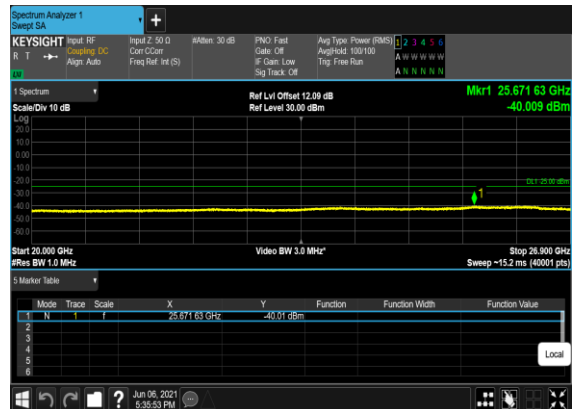 Spectrum Analyzer 1
Swept SA
+
KEYSIGHT Input: RF Input Z: 50 Ω #Atten: 30 dB PNO: Fast Avg Type: Power (RMS) 1 2 3 4 5 6
R T Coupling: DC Corr CCorr Gate: Off Avg|Hold: 100/100 A W W W W W
Align: Auto Freq Ref: Int (S) IF Gain: Low Trig: Free Run
Sig Track: Off A N N N N N
1 Spectrum Ref Lvl Offset 12.09 dB Mkr1 25.671 63 GHz
Scale/Div 10 dB Ref Level 30.00 dBm -40.009 dBm
Log
20.0
10.0
0.00
-10.0
-20.0 DL1 -25.00 dBm
-30.0 1
-40.0
-50.0
-60.0
Start 20.000 GHz Video BW 3.0 MHz* Stop 26.900 GHz
#Res BW 1.0 MHz Sweep ~15.2 ms (40001 pts)
5 Marker Table
Mode Trace Scale X Y Function Function Width Function Value
1 N 1 f 25.671 63 GHz -40.01 dBm
2
3
4
5
6
Local
? Jun 06, 2021
5:35:53 PM